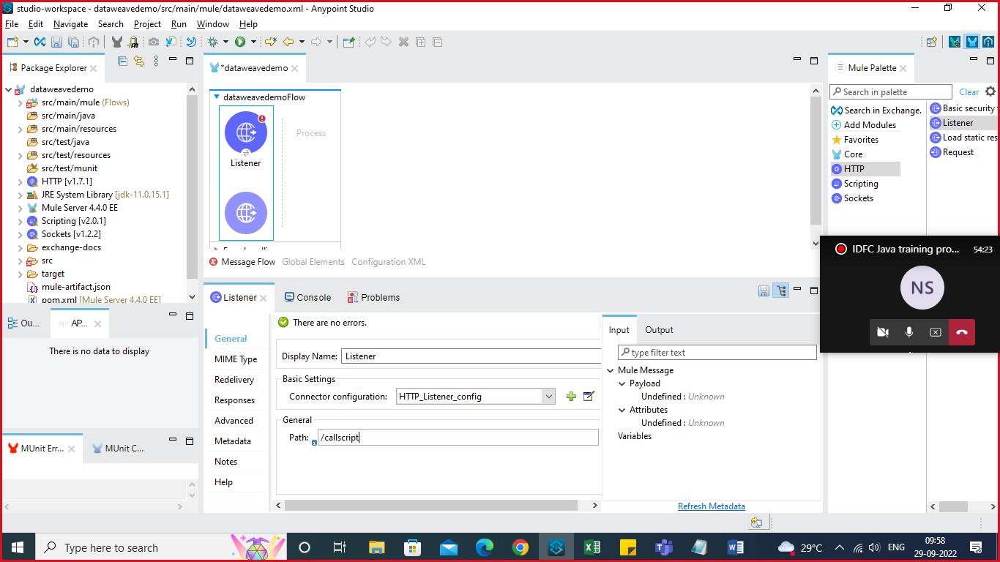 studio-workspace - dataweavedemo/src/main/mule/dataweavedemo.xml - Anypoint Studio
File Edit Navigate Search Project Run Window Help
Package Explorer
dataweavedemo
src/main/mule (Flows)
src/main/java
src/main/resources
src/test/java
src/test/resources
src/test/munit
HTTP [v1.7.1]
JRE System Library [jdk-11.0.15.1]
Mule Server 4.4.0 EE
Scripting [v2.0.1]
Sockets [v1.2.2]
exchange-docs
src
target
mule-artifact.json
pom.xml [Mule Server 4.4.0 EE]
Ou...
api
AP...
There is no data to display
MUnit Err...
MUnit C...
*dataweavedemo
dataweavedemoFlow
Listener
Process
Message Flow Global Elements Configuration XML
Listener
Console
Problems
There are no errors.
General
MIME Type
Redelivery
Responses
Advanced
Metadata
Notes
Help
Display Name: Listener
Basic Settings
Connector configuration: HTTP_Listener_config
General
Path: /callscript
Input
Output
type filter text
Mule Message
Payload
Undefined : Unknown
Attributes
Undefined : Unknown
Variables
Refresh Metadata
Mule Palette
Search in palette
Clear
Search in Exchange.
Add Modules
Favorites
Core
HTTP
Scripting
Sockets
Basic security
Listener
Load static res
Request
IDFC Java training pro... 54:23
NS
Type here to search
29°C
ENG
09:58
29-09-2022